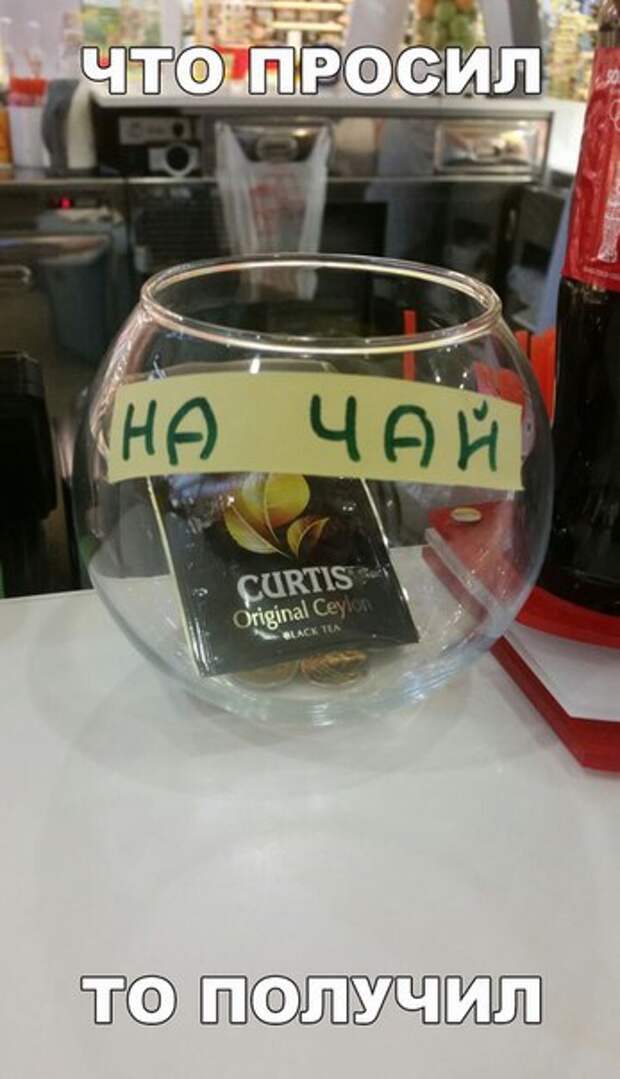 ЧТО ПРОСИЛ
НА ЧАЙ
CURTIS
Original Ceylon
BLACK TEA
ТО ПОЛУЧИЛ